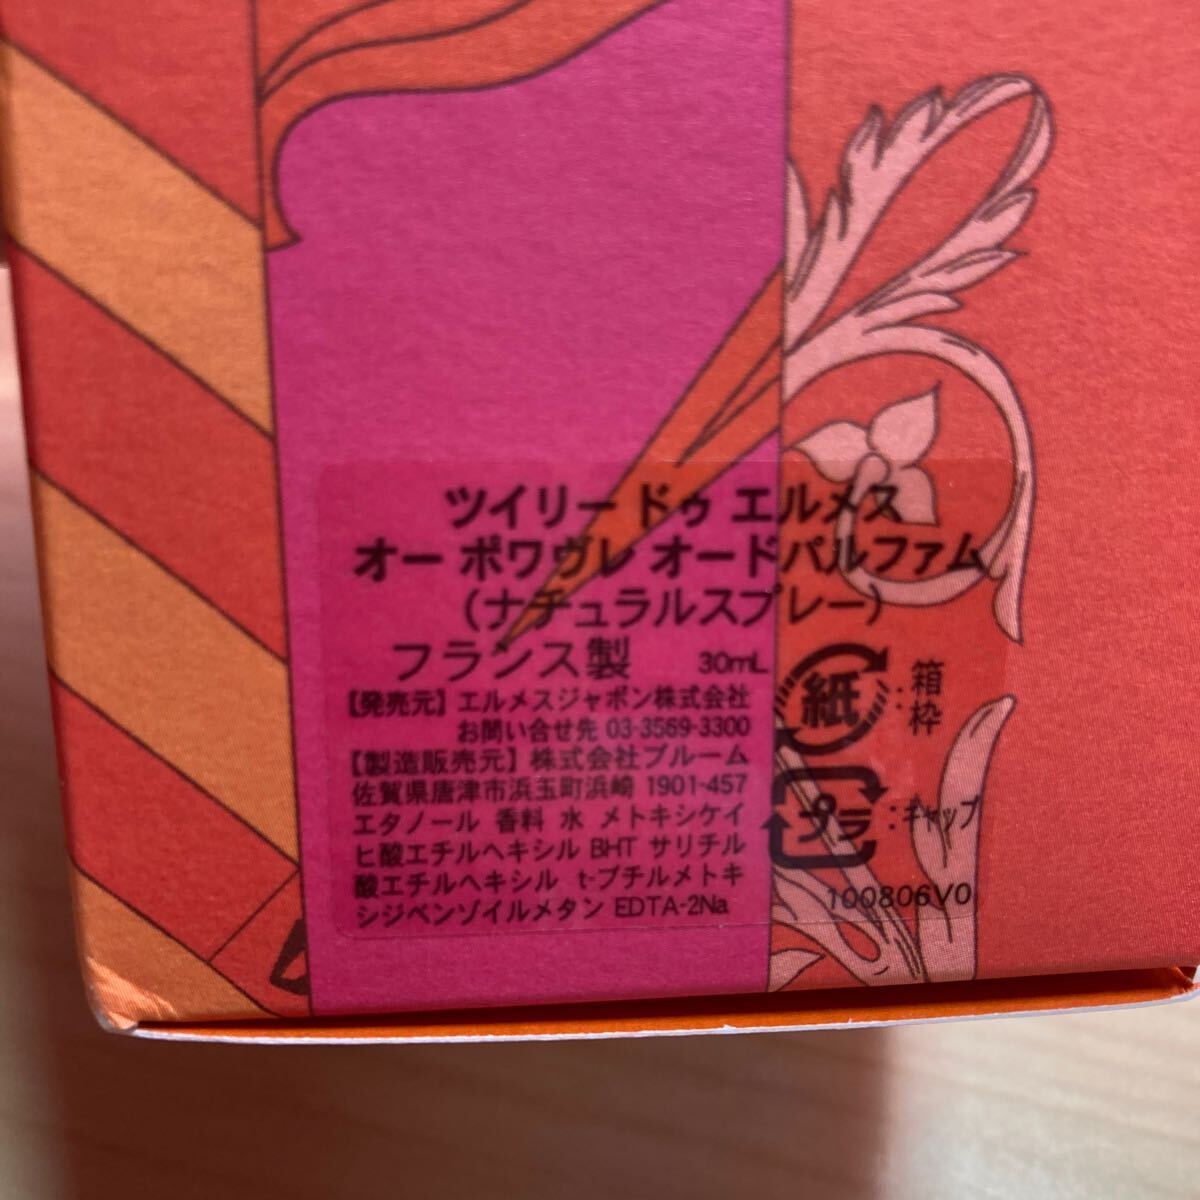 ツイリー ドゥ エルメス
オー ポワヴレ オードパルファム
(ナチュラルスプレー)
フランス製 30mL
【発売元】エルメスジャポン株式会社
お問い合せ先 03-3569-3300
【製造販売元】株式会社ブルーム
佐賀県唐津市浜玉町浜崎 1901-457
エタノール 香料 水 メトキシケイ
ヒ酸エチルヘキシル BHT サリチル
酸エチルヘキシル t-ブチルメトキ
シジベンゾイルメタン EDTA-2Na
紙:箱
枠
プラ:キャップ
100806V0